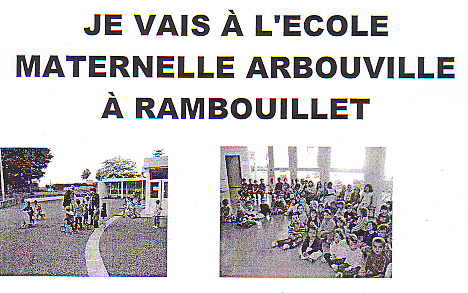 JE VAIS À L'ECOLE
MATERNELLE ARBOUVILLE
À RAMBOUILLET